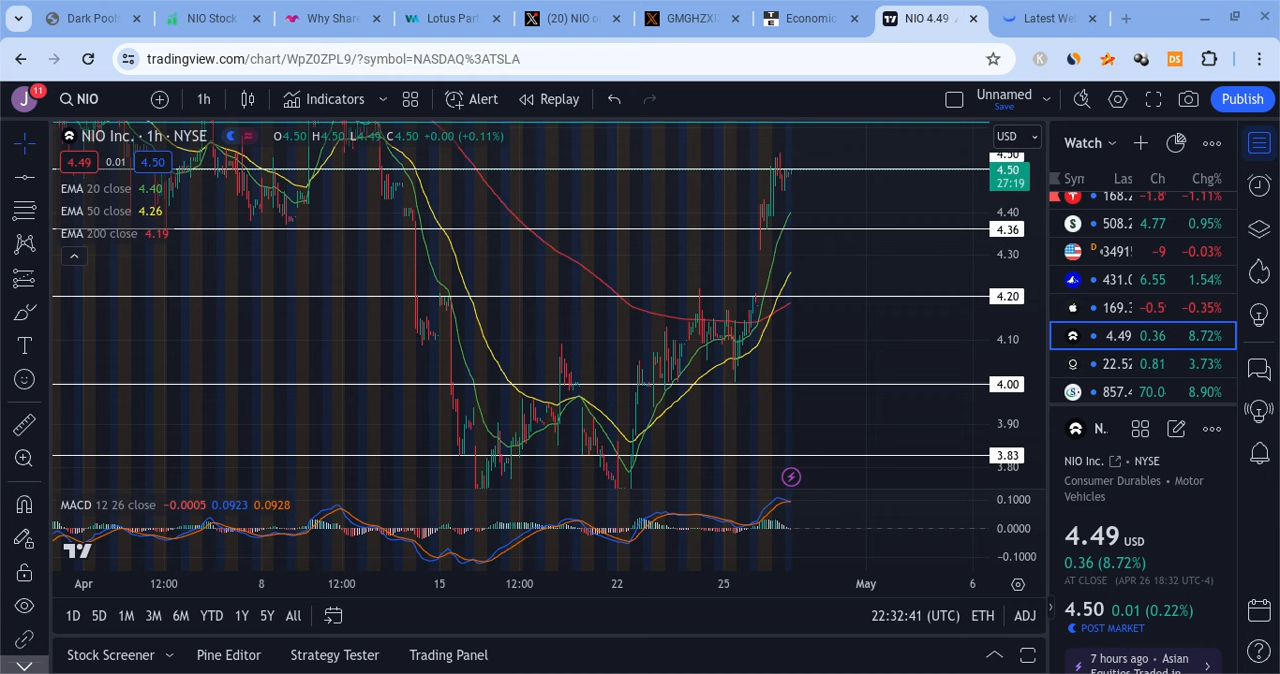 Dark Pool
NIO Stock
Why Share
Lotus Par
(20) NIO o
GMGHZXI
Economic
NIO 4.49
Latest We
tradingview.com/chart/WpZ0ZPL9/?symbol=NASDAQ%3ATSLA
K
DS
J 11 NIO 1h Indicators Alert Replay Unnamed Save Publish
NIO Inc. · 1h · NYSE O4.50 H4.50 L4.49 C4.50 +0.00 (+0.11%)
4.49 0.01 4.50
EMA 20 close 4.40
EMA 50 close 4.26
EMA 200 close 4.19
USD
4.50
4.50
27:19
4.40
4.36
4.30
4.20
4.10
4.00
3.90
3.83
3.80
MACD 12 26 close −0.0005 0.0923 0.0928
0.1000
0.0000
−0.1000
Apr 12:00 8 12:00 15 12:00 22 25 May 6
1D 5D 1M 3M 6M YTD 1Y 5Y All 22:32:41 (UTC) ETH ADJ
Stock Screener Pine Editor Strategy Tester Trading Panel
Watch
Syn Las Ch Chg%
168.2 −1.8 −1.11%
S 508.2 4.77 0.95%
D 3491 −9 −0.03%
431.0 6.55 1.54%
169.3 −0.5 −0.35%
4.49 0.36 8.72%
22.52 0.81 3.73%
857.4 70.0 8.90%
N..
NIO Inc. • NYSE
Consumer Durables • Motor
Vehicles
4.49 USD
0.36 (8.72%)
AT CLOSE (APR 26 18:32 UTC-4)
4.50 0.01 (0.22%)
POST MARKET
7 hours ago • Asian
Equities Traded in